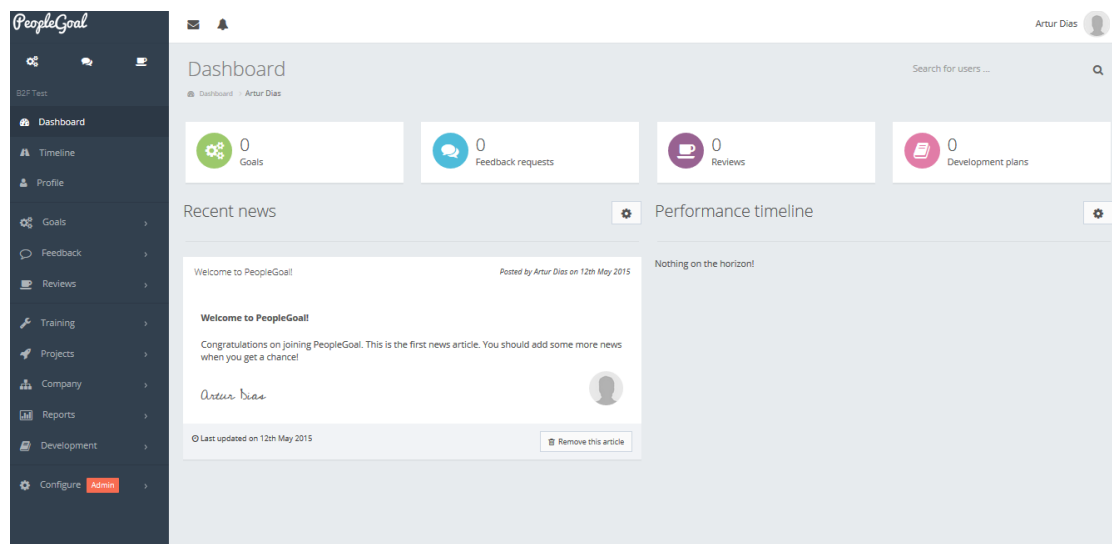 PeopleGoal
Artur Dias
B2F Test
Dashboard
Timeline
Profile
Goals
Feedback
Reviews
Training
Projects
Company
Reports
Development
Configure Admin
Dashboard
Search for users ...
Dashboard > Artur Dias
0
Goals
0
Feedback requests
0
Reviews
0
Development plans
Recent news
Welcome to PeopleGoal! Posted by Artur Dias on 12th May 2015
Welcome to PeopleGoal!
Congratulations on joining PeopleGoal. This is the first news article. You should add some more news
when you get a chance!
Artur Dias
Last updated on 12th May 2015
Remove this article
Performance timeline
Nothing on the horizon!